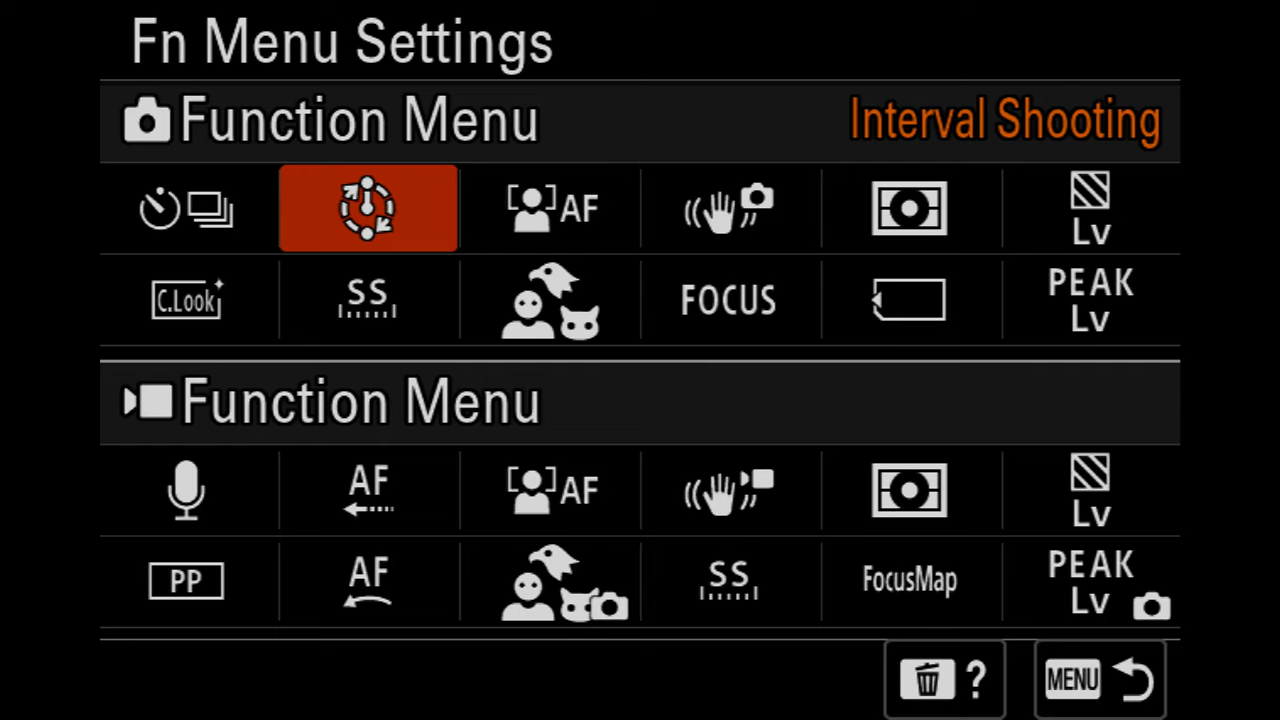 Fn Menu Settings
Function Menu Interval Shooting
AF Lv
C.Look SS FOCUS PEAK Lv
Function Menu
AF AF Lv
PP AF SS FocusMap PEAK Lv
? MENU